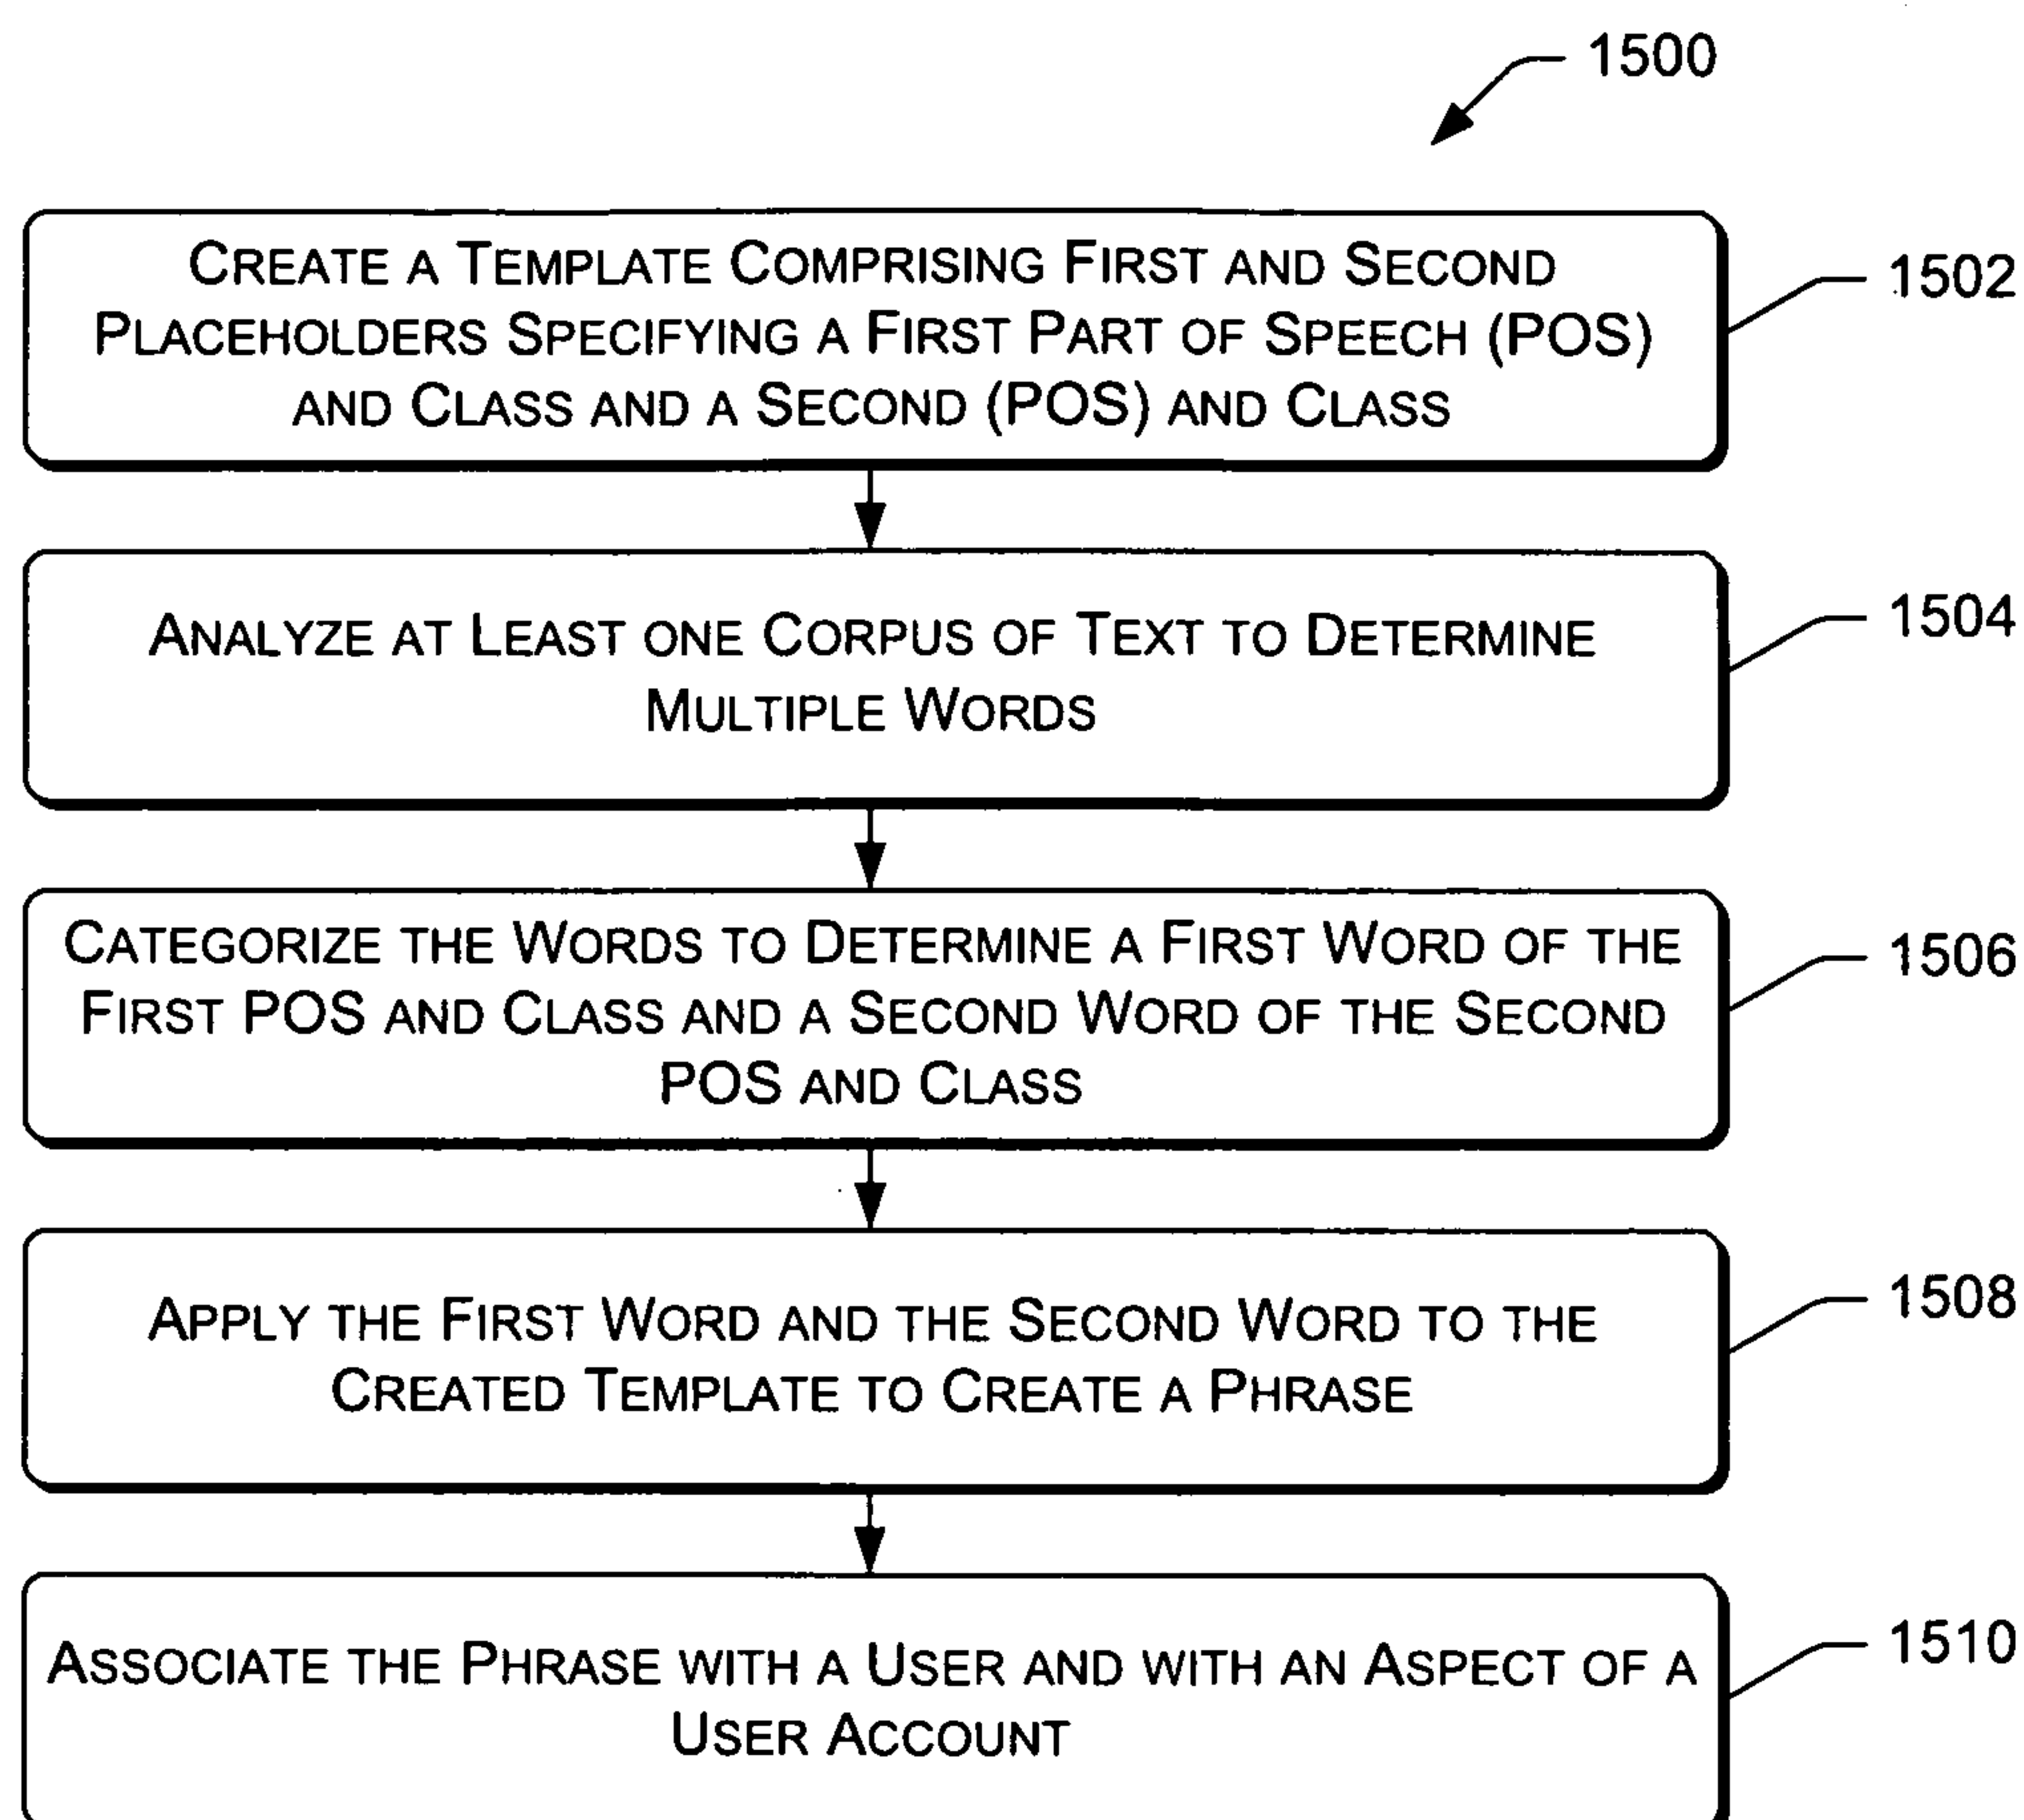 1500
CREATE A TEMPLATE COMPRISING FIRST AND SECOND
PLACEHOLDERS SPECIFYING A FIRST PART OF SPEECH (POS)
AND CLASS AND A SECOND (POS) AND CLASS
1502
ANALYZE AT LEAST ONE CORPUS OF TEXT TO DETERMINE
MULTIPLE WORDS
1504
CATEGORIZE THE WORDS TO DETERMINE A FIRST WORD OF THE
FIRST POS AND CLASS AND A SECOND WORD OF THE SECOND
POS AND CLASS
1506
APPLY THE FIRST WORD AND THE SECOND WORD TO THE
CREATED TEMPLATE TO CREATE A PHRASE
1508
ASSOCIATE THE PHRASE WITH A USER AND WITH AN ASPECT OF A
USER ACCOUNT
1510